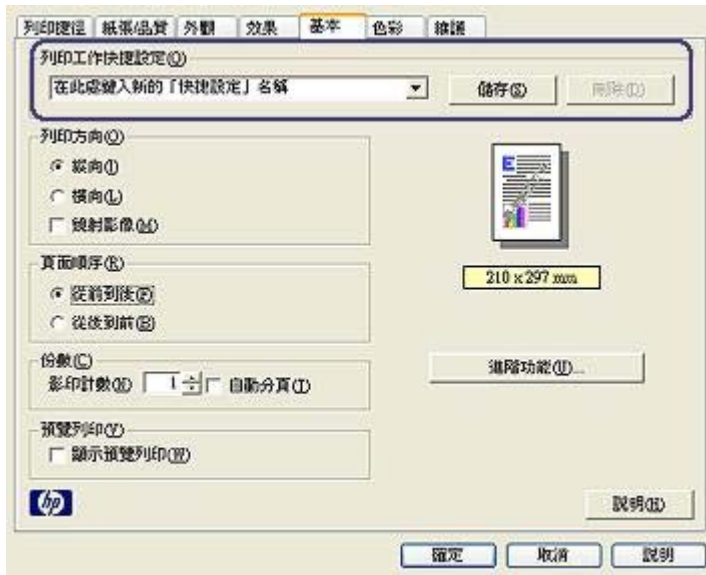 列印捷徑 紙張/品質 外觀 效果 基本 色彩 維護
列印工作快捷設定(Q)
在此處鍵入新的「快捷設定」名稱
儲存(S) 刪除(D)
列印方向(O)
縱向(T)
橫向(L)
鏡射影像(M)
210 x 297 mm
頁面順序(R)
從前到後(F)
從後到前(B)
份數(C)
影印計數(N) 1 自動分頁(T)
進階功能(U)...
預覽列印(V)
顯示預覽列印(W)
hp
說明(H)
確定 取消 說明